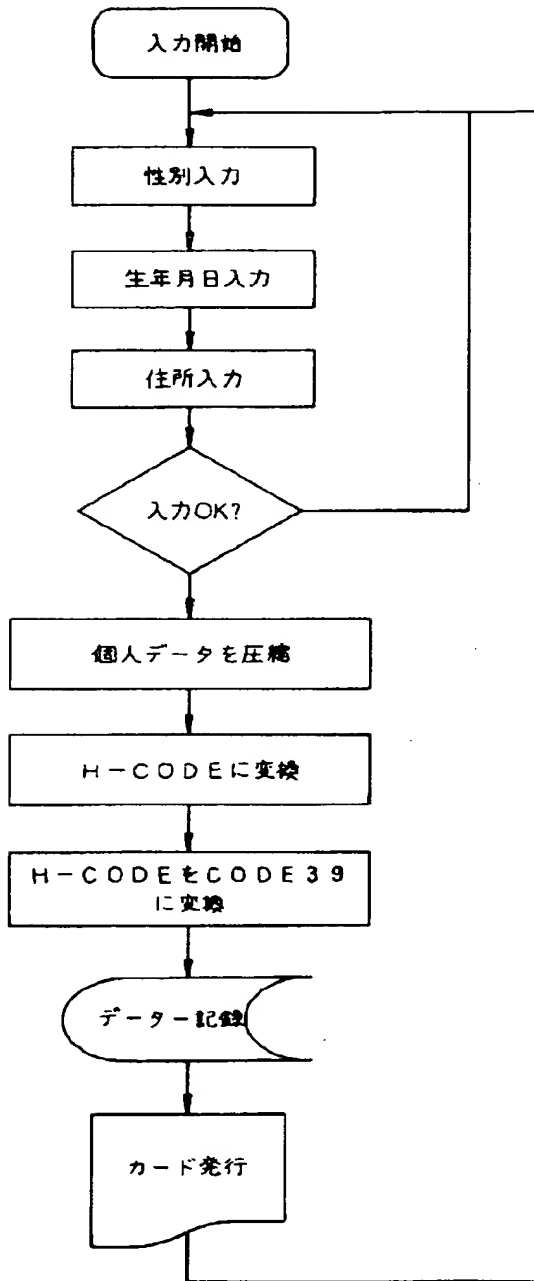 入力開始
性別入力
生年月日入力
住所入力
入力OK?
個人データを圧縮
H－CODEに変換
H－CODEをCODE39
に変換
データー記録
カード発行